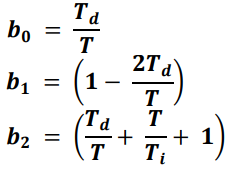 b₀ = T_d / T
b₁ = (1 − 2T_d / T)
b₂ = (T_d / T + T / T_i + 1)